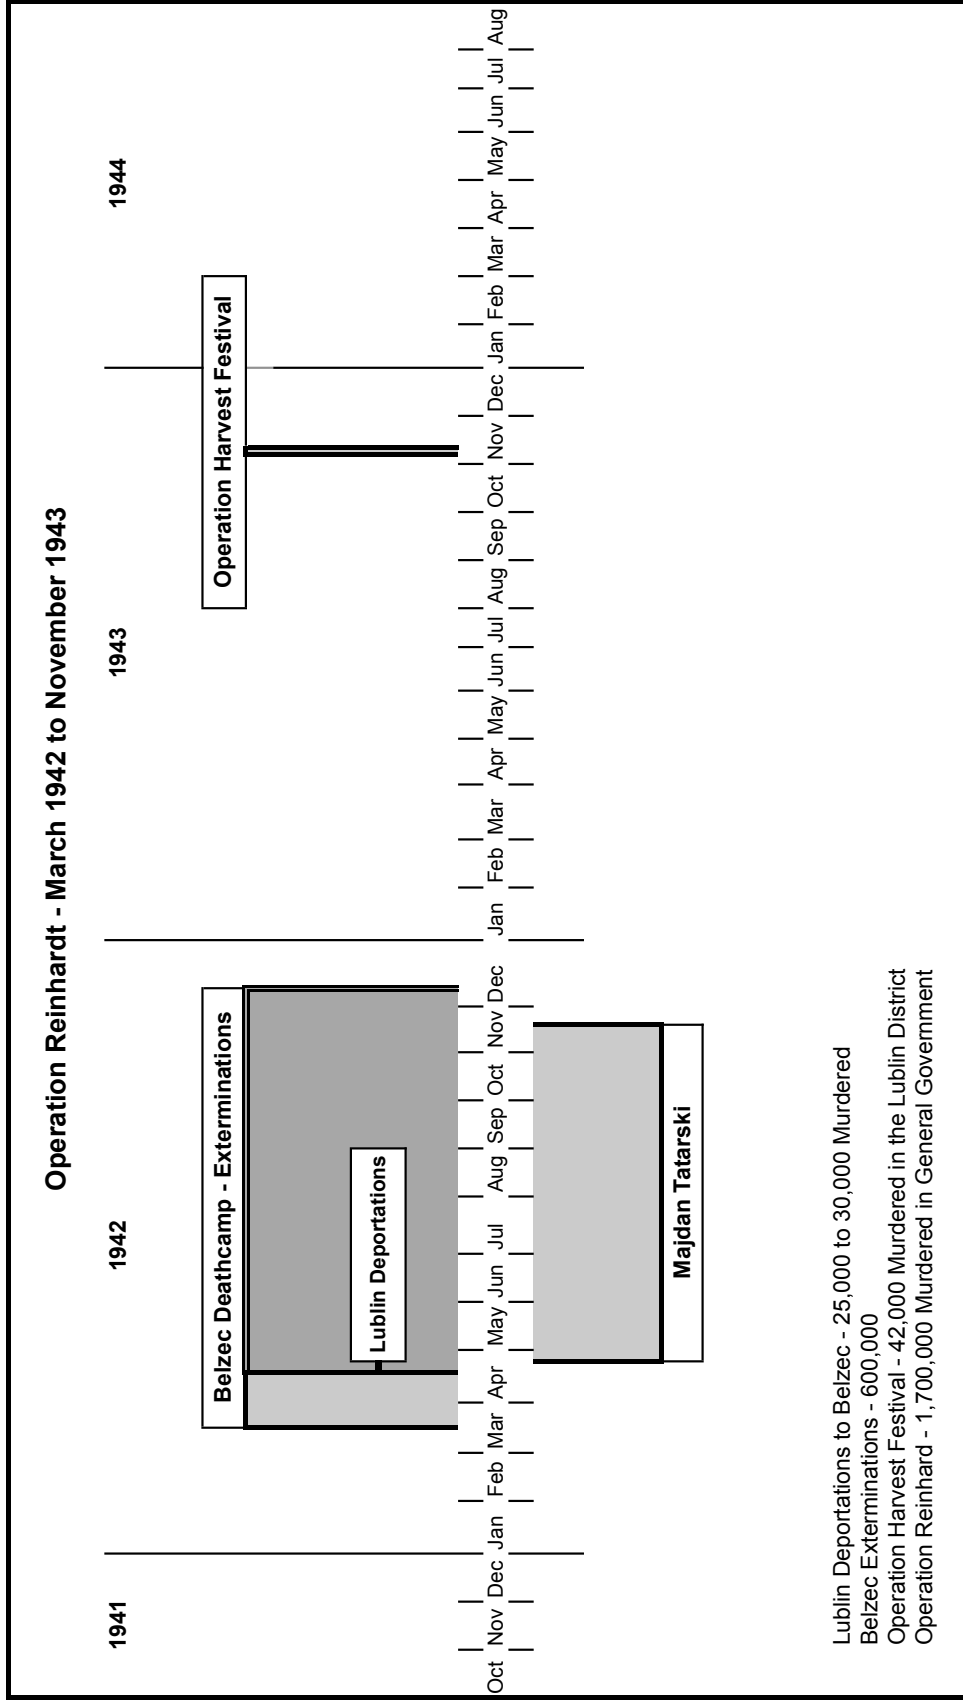 Operation Reinhardt - March 1942 to November 1943
1941
1942
1943
1944
Belzec Deathcamp - Exterminations
Operation Harvest Festival
Lublin Deportations
Oct Nov Dec Jan Feb Mar Apr May Jun Jul Aug Sep Oct Nov Dec Jan Feb Mar Apr May Jun Jul Aug Sep Oct Nov Dec Jan Feb Mar Apr May Jun Jul Aug
Majdan Tatarski
Lublin Deportations to Belzec - 25,000 to 30,000 Murdered
Belzec Exterminations - 600,000
Operation Harvest Festival - 42,000 Murdered in the Lublin District
Operation Reinhard - 1,700,000 Murdered in General Government